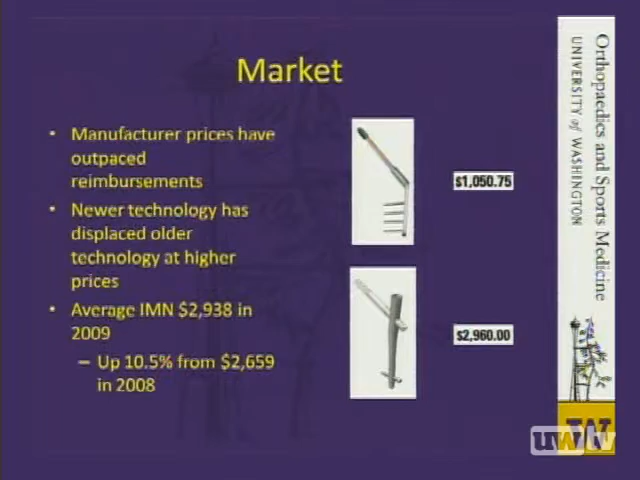 Market
• Manufacturer prices have
outpaced
reimbursements
• Newer technology has
displaced older
technology at higher
prices
• Average IMN $2,938 in
2009
– Up 10.5% from $2,659
in 2008
$1,050.75
$2,960.00
Orthopaedics and Sports Medicine
UNIVERSITY of WASHINGTON
W
uwtv